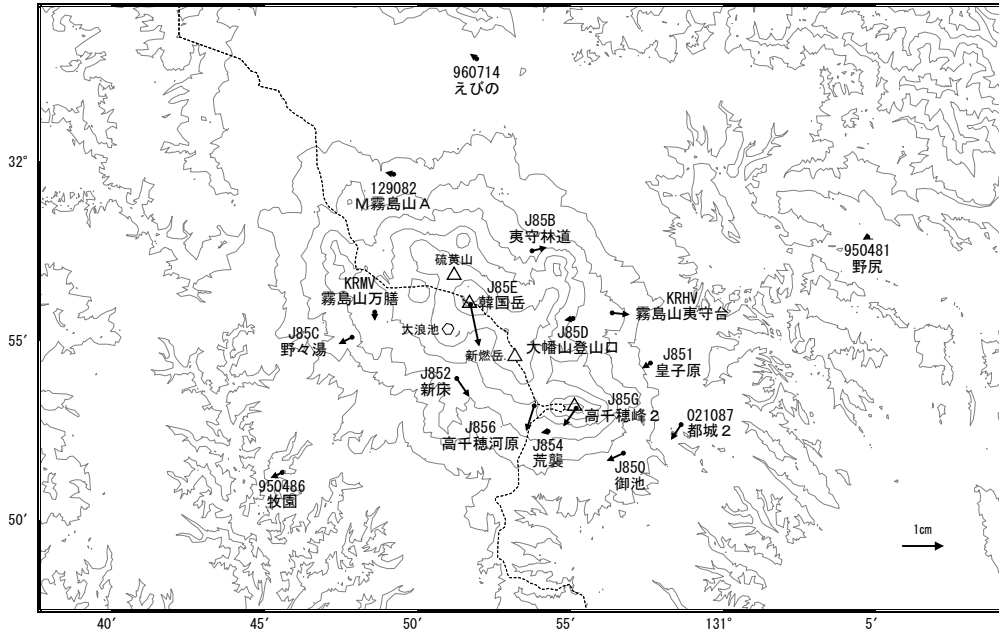 960714
えびの
32′
129082
M霧島山A
J85B
夷守林道
950481
野尻
硫黄山
J85E
韓国岳
KRMV
霧島山万膳
KRHV
霧島山夷守台
大浪池
J85D
大幡山登山口
J85C
野々湯
55′
新燃岳
J851
皇子原
J852
新床
J85G
高千穂峰2
021087
都城2
J856
高千穂河原
J854
荒襲
J850
御池
950486
牧園
50′
1cm
40′
45′
50′
55′
131°
5′